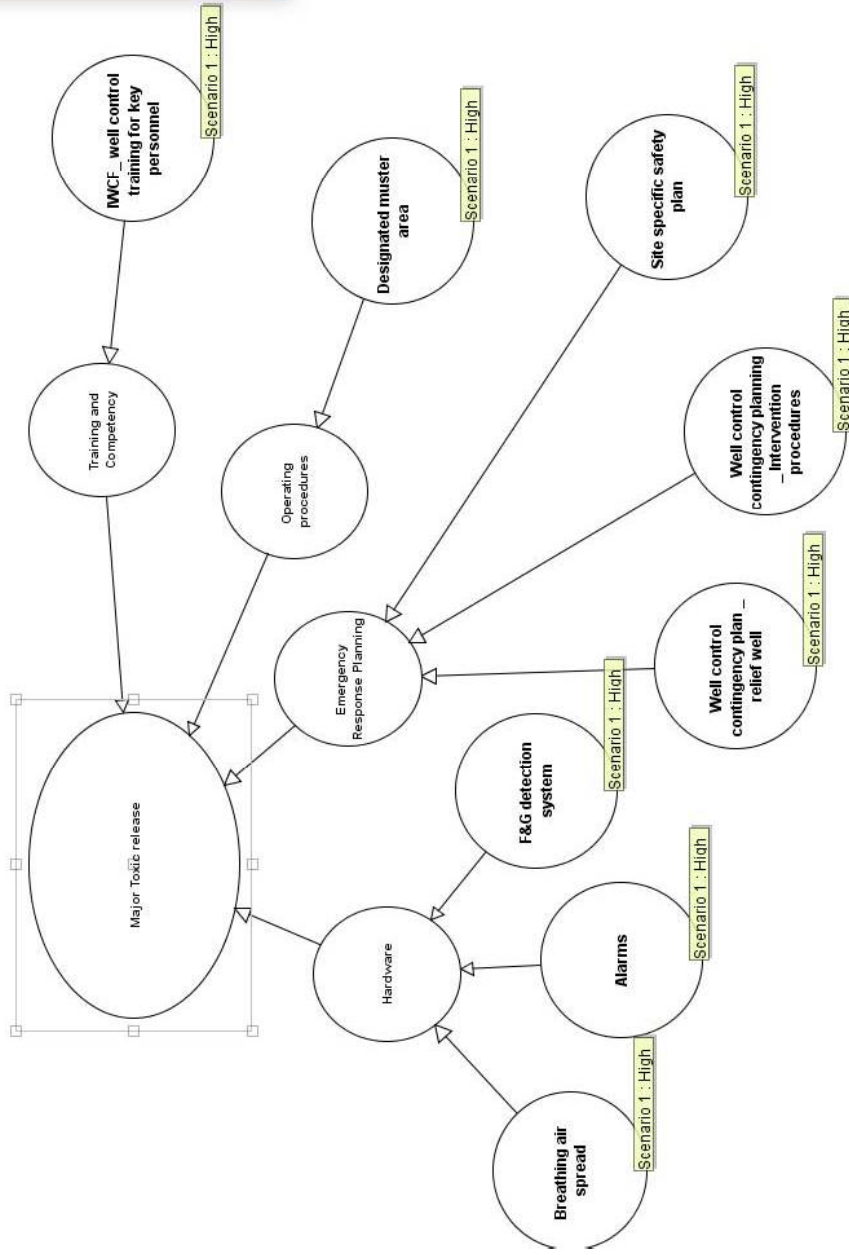 Major Toxic release
Training and
Competency
IWCF_ well control
training for key
personnel
Scenario 1 : High
Operating
procedures
Designated muster
area
Scenario 1 : High
Emergency
Response Planning
Site specific safety
plan
Scenario 1 : High
Well control
contingency planning
_ Intervention
procedures
Scenario 1 : High
Well control
contingency plan _
relief well
Scenario 1 : High
Hardware
F&G detection
system
Scenario 1 : High
Alarms
Scenario 1 : High
Breathing air
spread
Scenario 1 : High